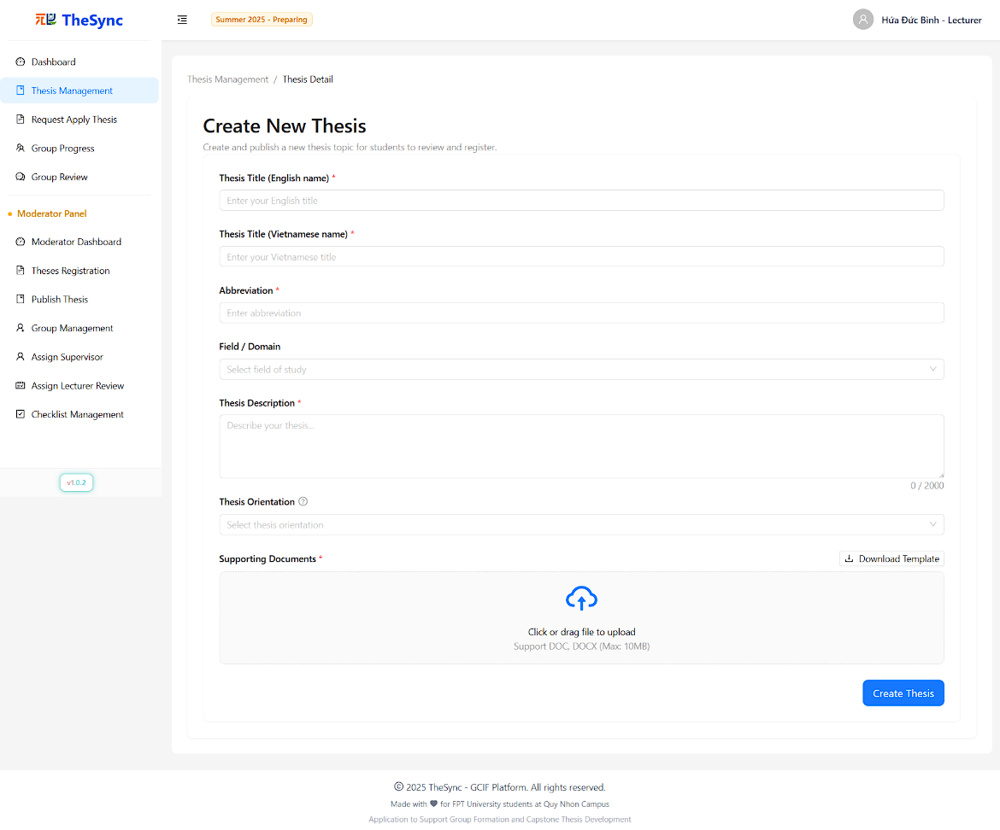 TheSync
Summer 2025 - Preparing
Hứa Đức Bình - Lecturer
Dashboard
Thesis Management
Request Apply Thesis
Group Progress
Group Review
Moderator Panel
Moderator Dashboard
Theses Registration
Publish Thesis
Group Management
Assign Supervisor
Assign Lecturer Review
Checklist Management
v1.0.2
Thesis Management / Thesis Detail
Create New Thesis
Create and publish a new thesis topic for students to review and register.
Thesis Title (English name) *
Enter your English title
Thesis Title (Vietnamese name) *
Enter your Vietnamese title
Abbreviation *
Enter abbreviation
Field / Domain
Select field of study
Thesis Description *
Describe your thesis...
0 / 2000
Thesis Orientation ?
Select thesis orientation
Supporting Documents *
Download Template
Click or drag file to upload
Support DOC, DOCX (Max: 10MB)
Create Thesis
© 2025 TheSync - GCIF Platform. All rights reserved.
Made with 🖤 for FPT University students at Quy Nhon Campus
Application to Support Group Formation and Capstone Thesis Development